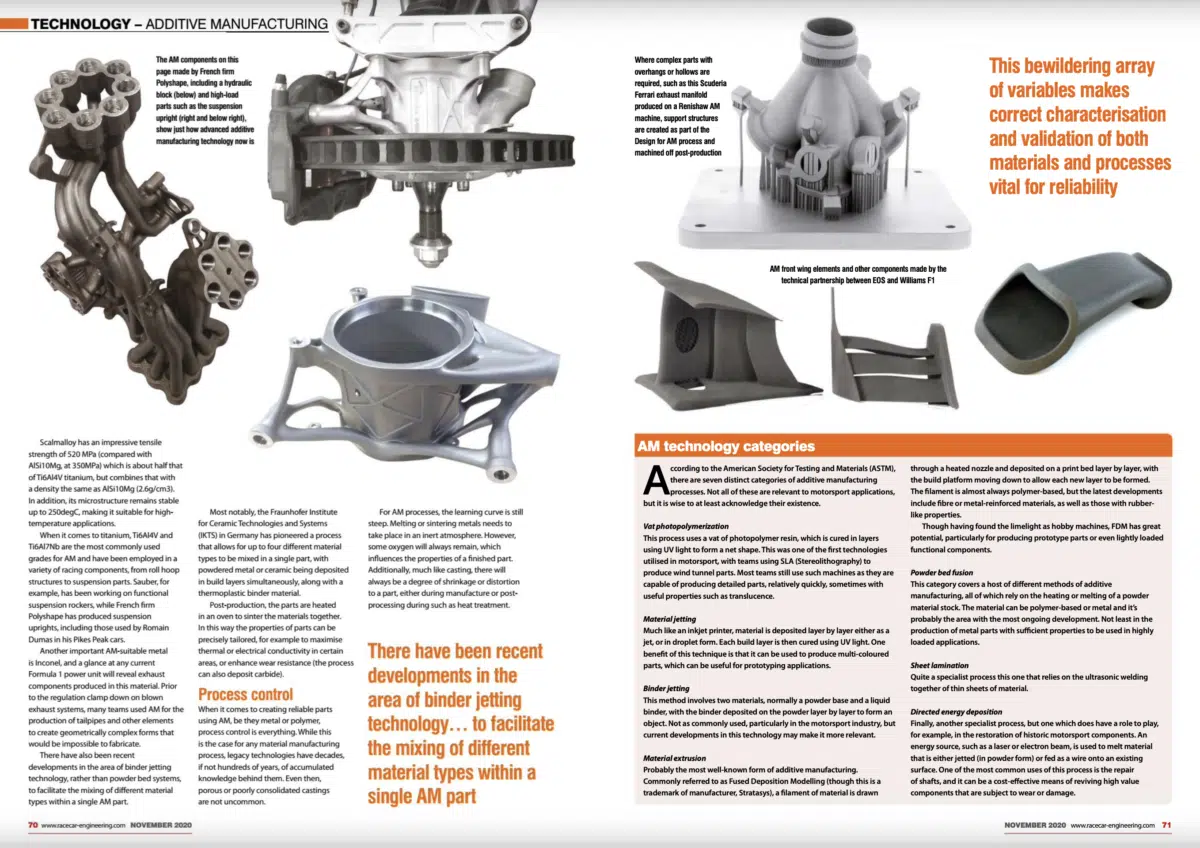 TECHNOLOGY – ADDITIVE MANUFACTURING
The AM components on this
page made by French firm
Polyshape, including a hydraulic
block (below) and high-load
parts such as the suspension
upright (right and below right),
show just how advanced additive
manufacturing technology now is
Scalmalloy has an impressive tensile
strength of 520 MPa (compared with
AlSi10Mg, at 350MPa) which is about half that
of Ti6Al4V titanium, but combines that with
a density the same as AlSi10Mg (2.6g/cm3).
In addition, its microstructure remains stable
up to 250degC, making it suitable for high-
temperature applications.
When it comes to titanium, Ti6Al4V and
Ti6Al7Nb are the most commonly used
grades for AM and have been employed in a
variety of racing components, from roll hoop
structures to suspension parts. Sauber, for
example, has been working on functional
suspension rockers, while French firm
Polyshape has produced suspension
uprights, including those used by Romain
Dumas in his Pikes Peak cars.
Another important AM-suitable metal
is Inconel, and a glance at any current
Formula 1 power unit will reveal exhaust
components produced in this material. Prior
to the regulation clamp down on blown
exhaust systems, many teams used AM for the
production of tailpipes and other elements
to create geometrically complex forms that
would be impossible to fabricate.
There have also been recent
developments in the area of binder jetting
technology, rather than powder bed systems,
to facilitate the mixing of different material
types within a single AM part.
Most notably, the Fraunhofer Institute
for Ceramic Technologies and Systems
(IKTS) in Germany has pioneered a process
that allows for up to four different material
types to be mixed in a single part, with
powdered metal or ceramic being deposited
in build layers simultaneously, along with a
thermoplastic binder material.
Post-production, the parts are heated
in an oven to sinter the materials together.
In this way the properties of parts can be
precisely tailored, for example to maximise
thermal or electrical conductivity in certain
areas, or enhance wear resistance (the process
can also deposit carbide).
Process control
When it comes to creating reliable parts
using AM, be they metal or polymer,
process control is everything. While this
is the case for any material manufacturing
process, legacy technologies have decades,
if not hundreds of years, of accumulated
knowledge behind them. Even then,
porous or poorly consolidated castings
are not uncommon.
For AM processes, the learning curve is still
steep. Melting or sintering metals needs to
take place in an inert atmosphere. However,
some oxygen will always remain, which
influences the properties of a finished part.
Additionally, much like casting, there will
always be a degree of shrinkage or distortion
to a part, either during manufacture or post-
processing during such as heat treatment.
There have been recent
developments in the
area of binder jetting
technology… to facilitate
the mixing of different
material types within a
single AM part
70 www.racecar-engineering.com NOVEMBER 2020
Where complex parts with
overhangs or hollows are
required, such as this Scuderia
Ferrari exhaust manifold
produced on a Renishaw AM
machine, support structures
are created as part of the
Design for AM process and
machined off post-production
This bewildering array
of variables makes
correct characterisation
and validation of both
materials and processes
vital for reliability
AM front wing elements and other components made by the
technical partnership between EOS and Williams F1
AM technology categories
According to the American Society for Testing and Materials (ASTM),
there are seven distinct categories of additive manufacturing
processes. Not all of these are relevant to motorsport applications,
but it is wise to at least acknowledge their existence.
Vat photopolymerization
This process uses a vat of photopolymer resin, which is cured in layers
using UV light to form a net shape. This was one of the first technologies
utilised in motorsport, with teams using SLA (Stereolithography) to
produce wind tunnel parts. Most teams still use such machines as they are
capable of producing detailed parts, relatively quickly, sometimes with
useful properties such as translucence.
Material jetting
Much like an inkjet printer, material is deposited layer by layer either as a
jet, or in droplet form. Each build layer is then cured using UV light. One
benefit of this technique is that it can be used to produce multi-coloured
parts, which can be useful for prototyping applications.
Binder jetting
This method involves two materials, normally a powder base and a liquid
binder, with the binder deposited on the powder layer by layer to form an
object. Not as commonly used, particularly in the motorsport industry, but
current developments in this technology may make it more relevant.
Material extrusion
Probably the most well-known form of additive manufacturing.
Commonly referred to as Fused Deposition Modelling (though this is a
trademark of manufacturer, Stratasys), a filament of material is drawn
through a heated nozzle and deposited on a print bed layer by layer, with
the build platform moving down to allow each new layer to be formed.
The filament is almost always polymer-based, but the latest developments
include fibre or metal-reinforced materials, as well as those with rubber-
like properties.
Though having found the limelight as hobby machines, FDM has great
potential, particularly for producing prototype parts or even lightly loaded
functional components.
Powder bed fusion
This category covers a host of different methods of additive
manufacturing, all of which rely on the heating or melting of a powder
material stock. The material can be polymer-based or metal and it's
probably the area with the most ongoing development. Not least in the
production of metal parts with sufficient properties to be used in highly
loaded applications.
Sheet lamination
Quite a specialist process this one that relies on the ultrasonic welding
together of thin sheets of material.
Directed energy deposition
Finally, another specialist process, but one which does have a role to play,
for example, in the restoration of historic motorsport components. An
energy source, such as a laser or electron beam, is used to melt material
that is either jetted (in powder form) or fed as a wire onto an existing
surface. One of the most common uses of this process is the repair
of shafts, and it can be a cost-effective means of reviving high value
components that are subject to wear or damage.
NOVEMBER 2020 www.racecar-engineering.com 71